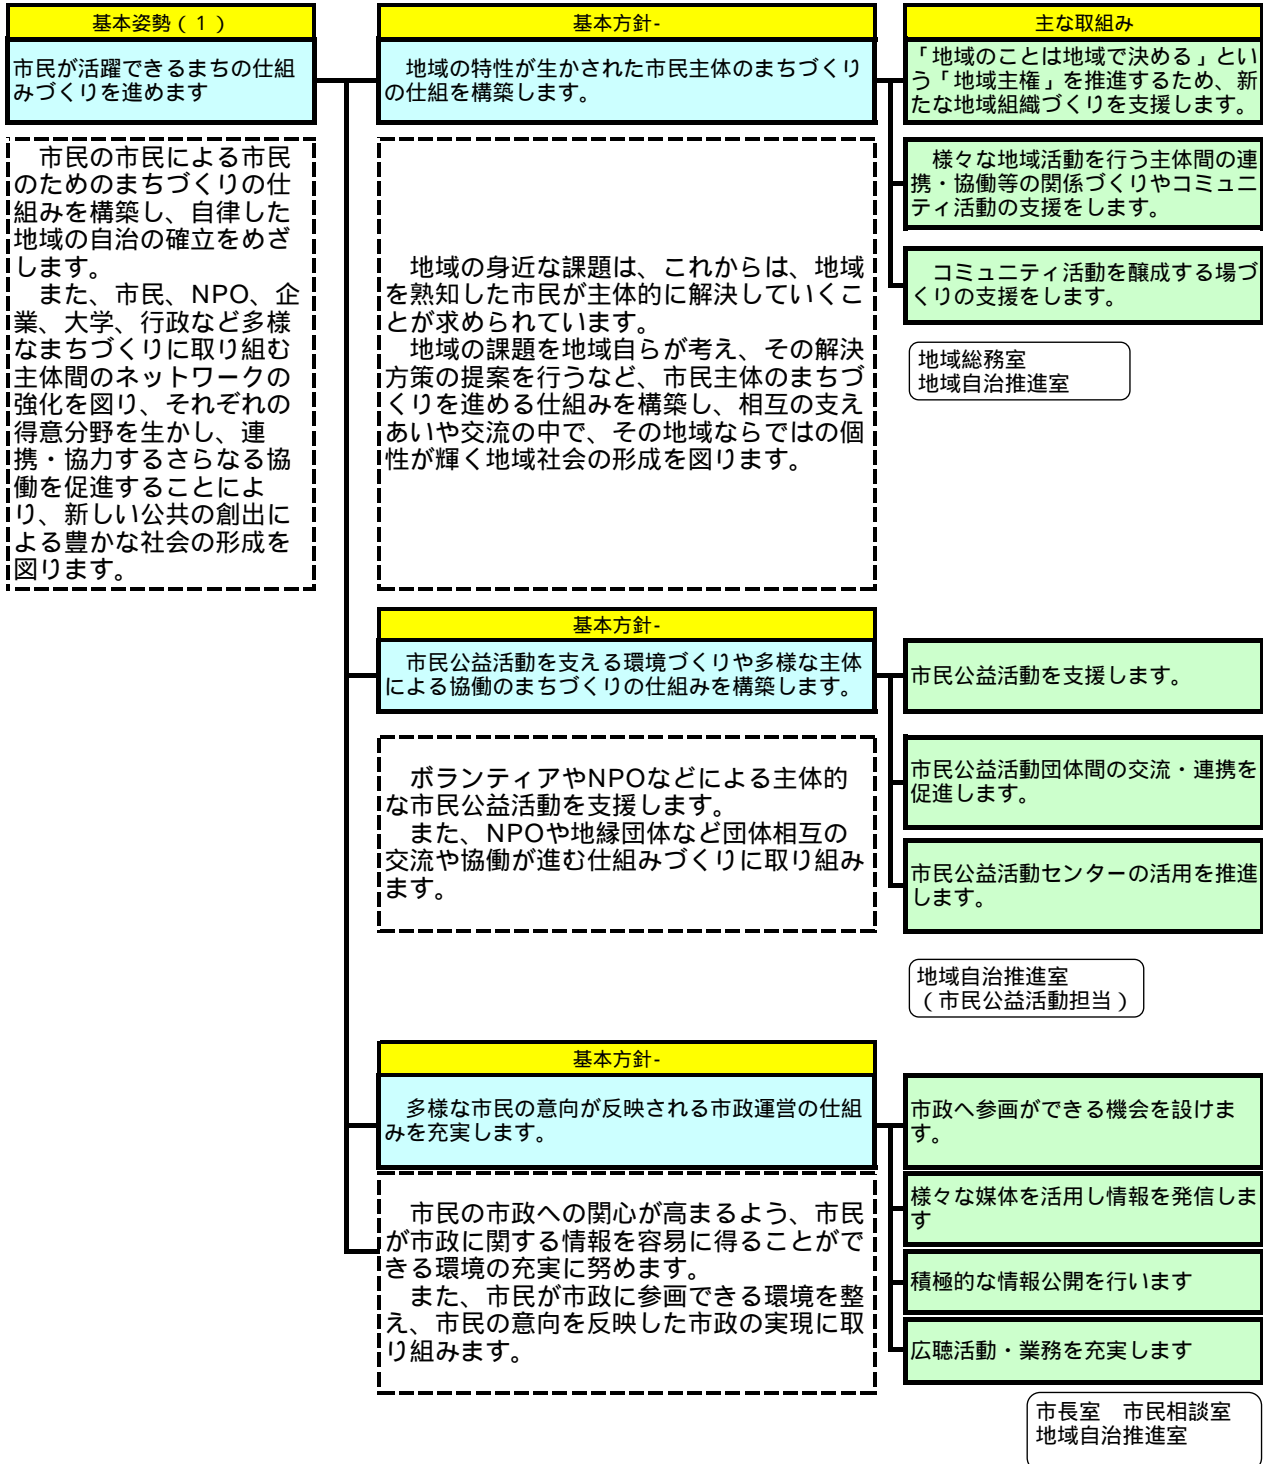 基本姿勢（１）
市民が活躍できるまちの仕組
みづくりを進めます
　市民の市民による市民
のためのまちづくりの仕
組みを構築し、自律した
地域の自治の確立をめざ
します。
　また、市民、NPO、企
業、大学、行政など多様
なまちづくりに取り組む
主体間のネットワークの
強化を図り、それぞれの
得意分野を生かし、連
携・協力するさらなる協
働を促進することによ
り、新しい公共の創出に
よる豊かな社会の形成を
図ります。
基本方針-
　地域の特性が生かされた市民主体のまちづくり
の仕組を構築します。
　地域の身近な課題は、これからは、地域
を熟知した市民が主体的に解決していくこ
とが求められています。
　地域の課題を地域自らが考え、その解決
方策の提案を行うなど、市民主体のまちづ
くりを進める仕組みを構築し、相互の支え
あいや交流の中で、その地域ならではの個
性が輝く地域社会の形成を図ります。
主な取組み
「地域のことは地域で決める」とい
う「地域主権」を推進するため、新
たな地域組織づくりを支援します。
　様々な地域活動を行う主体間の連
携・協働等の関係づくりやコミュニ
ティ活動の支援をします。
　コミュニティ活動を醸成する場づ
くりの支援をします。
地域総務室
地域自治推進室
基本方針-
　市民公益活動を支える環境づくりや多様な主体
による協働のまちづくりの仕組みを構築します。
　ボランティアやNPOなどによる主体的
な市民公益活動を支援します。
　また、NPOや地縁団体など団体相互の
交流や協働が進む仕組みづくりに取り組み
ます。
市民公益活動を支援します。
市民公益活動団体間の交流・連携を
促進します。
市民公益活動センターの活用を推進
します。
地域自治推進室
（市民公益活動担当）
基本方針-
　多様な市民の意向が反映される市政運営の仕組
みを充実します。
　市民の市政への関心が高まるよう、市民
が市政に関する情報を容易に得ることがで
きる環境の充実に努めます。
　また、市民が市政に参画できる環境を整
え、市民の意向を反映した市政の実現に取
り組みます。
市政へ参画ができる機会を設けま
す。
様々な媒体を活用し情報を発信しま
す
積極的な情報公開を行います
広聴活動・業務を充実します
市長室　市民相談室
地域自治推進室